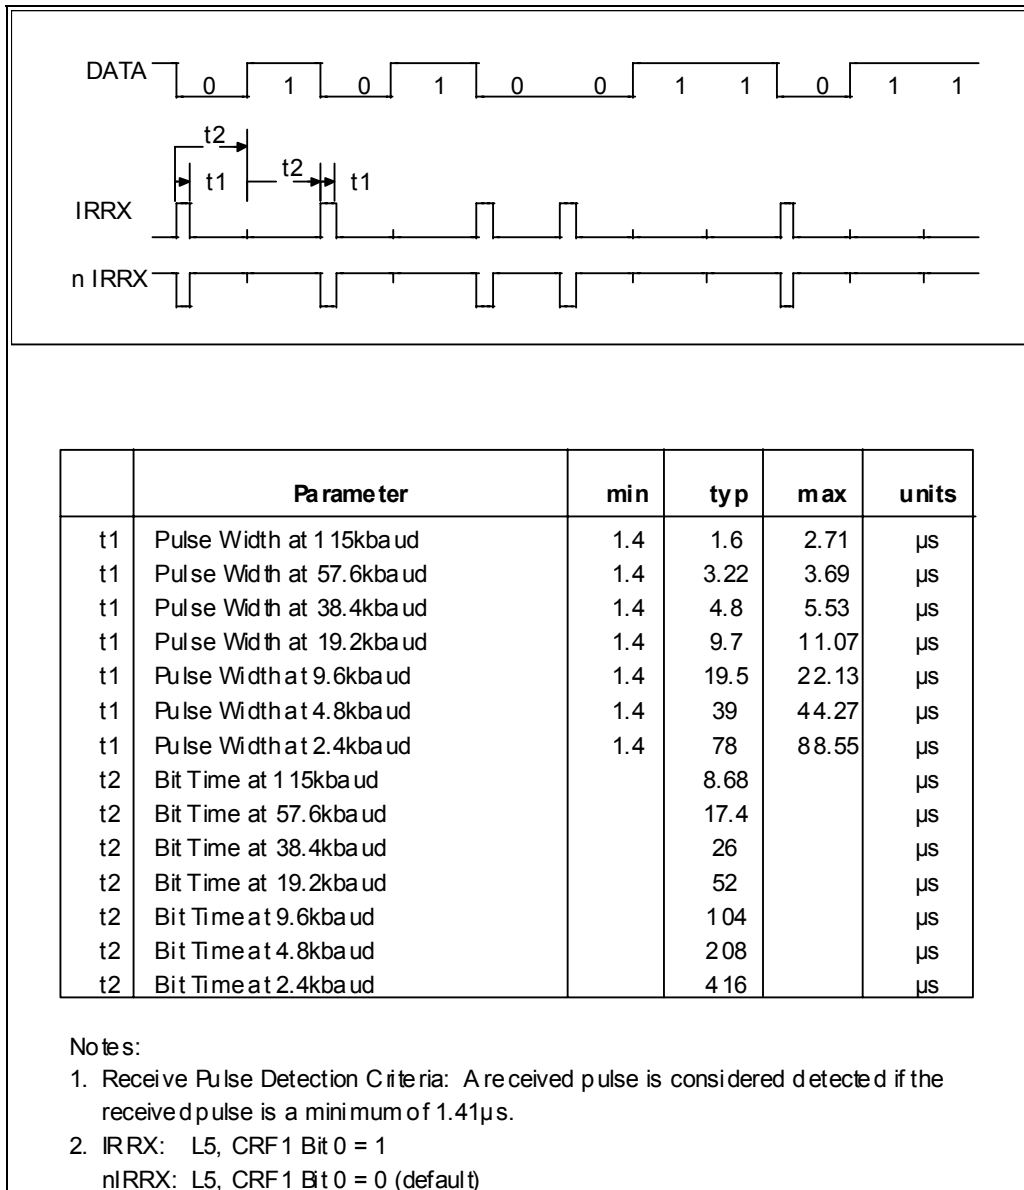 DATA 0 1 0 1 0 0 1 1 0 1 1
t2
t1 t2 t1
IRRX
n IRRX
Parameter min typ max units
t1 Pulse Width at 115kbaud 1.4 1.6 2.71 µs
t1 Pulse Width at 57.6kbaud 1.4 3.22 3.69 µs
t1 Pulse Width at 38.4kbaud 1.4 4.8 5.53 µs
t1 Pulse Width at 19.2kbaud 1.4 9.7 11.07 µs
t1 Pulse Width at 9.6kbaud 1.4 19.5 22.13 µs
t1 Pulse Width at 4.8kbaud 1.4 39 44.27 µs
t1 Pulse Width at 2.4kbaud 1.4 78 88.55 µs
t2 Bit Time at 115kbaud 8.68 µs
t2 Bit Time at 57.6kbaud 17.4 µs
t2 Bit Time at 38.4kbaud 26 µs
t2 Bit Time at 19.2kbaud 52 µs
t2 Bit Time at 9.6kbaud 104 µs
t2 Bit Time at 4.8kbaud 208 µs
t2 Bit Time at 2.4kbaud 416 µs
Notes:
1. Receive Pulse Detection Criteria: A received pulse is considered detected if the
received pulse is a minimum of 1.41µs.
2. IRRX: L5, CRF1 Bit 0 = 1
nIRRX: L5, CRF1 Bit 0 = 0 (default)